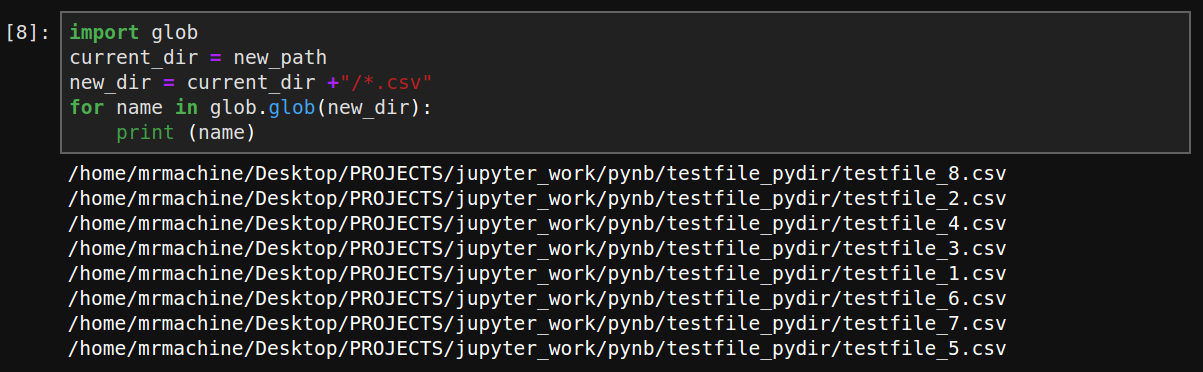 [8]: import glob
current_dir = new_path
new_dir = current_dir +"/*.csv"
for name in glob.glob(new_dir):
    print (name)
/home/mrmachine/Desktop/PROJECTS/jupyter_work/pynb/testfile_pydir/testfile_8.csv
/home/mrmachine/Desktop/PROJECTS/jupyter_work/pynb/testfile_pydir/testfile_2.csv
/home/mrmachine/Desktop/PROJECTS/jupyter_work/pynb/testfile_pydir/testfile_4.csv
/home/mrmachine/Desktop/PROJECTS/jupyter_work/pynb/testfile_pydir/testfile_3.csv
/home/mrmachine/Desktop/PROJECTS/jupyter_work/pynb/testfile_pydir/testfile_1.csv
/home/mrmachine/Desktop/PROJECTS/jupyter_work/pynb/testfile_pydir/testfile_6.csv
/home/mrmachine/Desktop/PROJECTS/jupyter_work/pynb/testfile_pydir/testfile_7.csv
/home/mrmachine/Desktop/PROJECTS/jupyter_work/pynb/testfile_pydir/testfile_5.csv